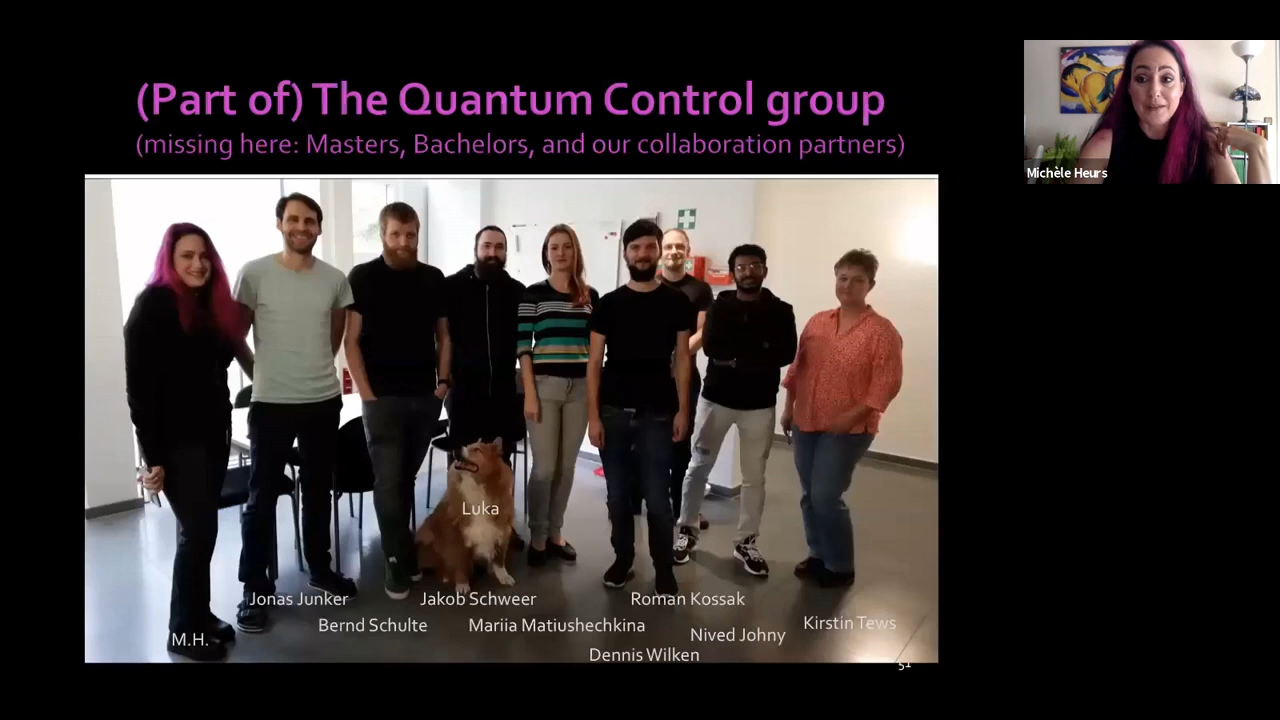 (Part of) The Quantum Control group
(missing here: Masters, Bachelors, and our collaboration partners)
Michèle Heurs
Luka
Jonas Junker
Jakob Schweer
Roman Kossak
Bernd Schulte
Mariia Matiushechkina
Kirstin Tews
M.H.
Nived Johny
Dennis Wilken
51